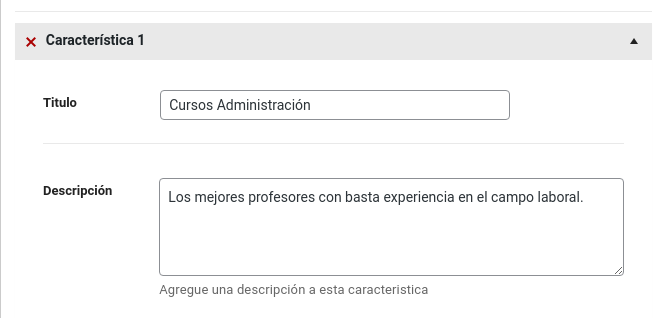 Característica 1
Titulo
Cursos Administración
Descripción
Los mejores profesores con basta experiencia en el campo laboral.
Agregue una descripción a esta caracteristica